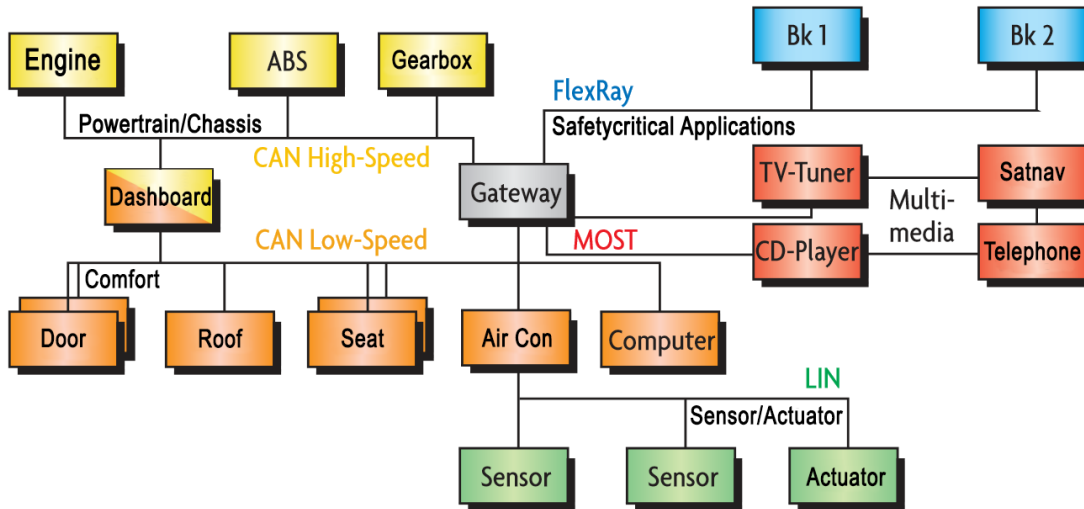 Engine
ABS
Gearbox
Bk 1
Bk 2
FlexRay
Powertrain/Chassis
Safetycritical Applications
CAN High-Speed
TV-Tuner
Satnav
Dashboard
Gateway
Multi-
media
CAN Low-Speed
MOST
CD-Player
Telephone
Comfort
Door
Roof
Seat
Air Con
Computer
LIN
Sensor/Actuator
Sensor
Sensor
Actuator